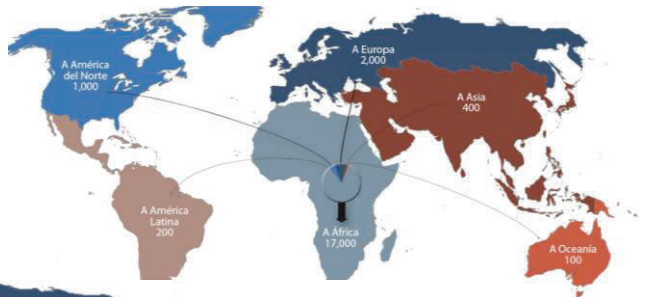 A América
del Norte
1,000
A Europa
2,000
A Asia
400
A América
Latina
200
A África
17,000
A Oceanía
100